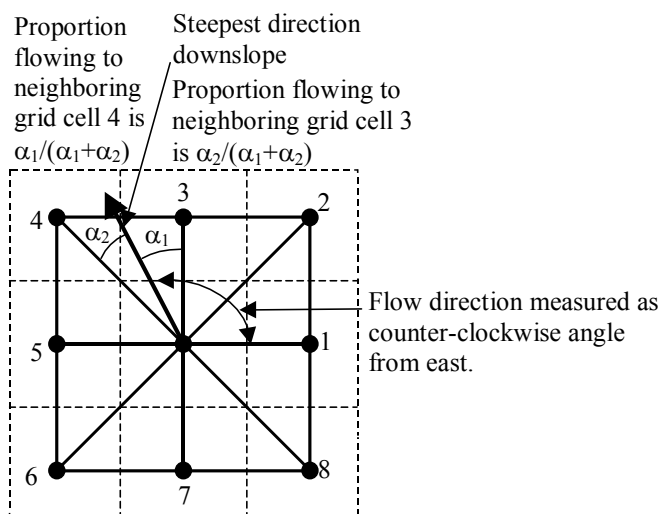 Proportion
flowing to
neighboring
grid cell 4 is
α₁/(α₁+α₂)
Steepest direction
downslope
Proportion flowing to
neighboring grid cell 3
is α₂/(α₁+α₂)
3
2
4
α₂
α₁
Flow direction measured as
counter-clockwise angle
from east.
5
1
6
7
8